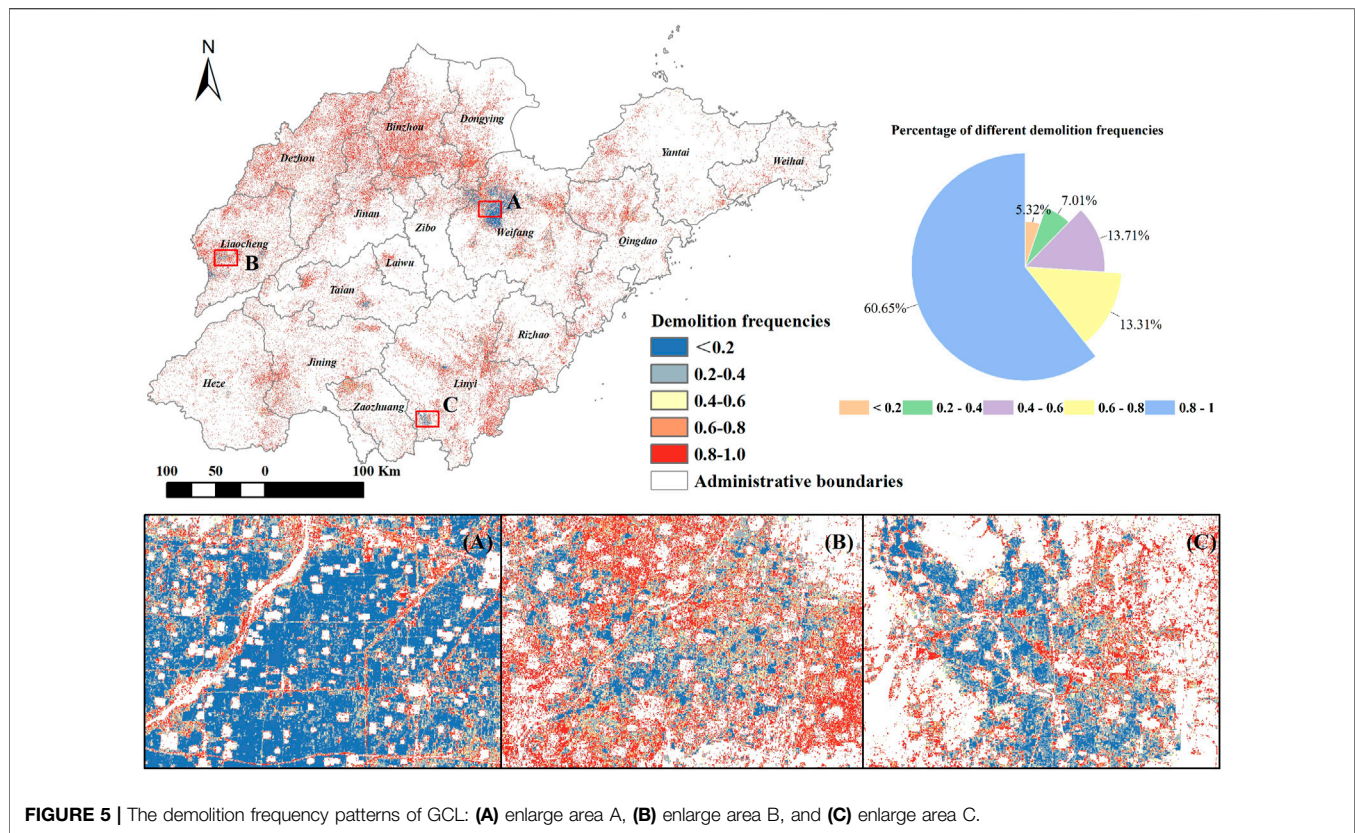 N
Binzhou
Dongying
Dezhou
Yantai
Weihai
Jinan
Zibo
A
Weifang
Qingdao
Liaocheng
B
Laiwu
Taian
Rizhao
Jining
Heze
Linyi
Zaozhuang
C
100 50 0 100 Km
Demolition frequencies
<0.2
0.2-0.4
0.4-0.6
0.6-0.8
0.8-1.0
Administrative boundaries
Percentage of different demolition frequencies
5.32%
7.01%
13.71%
13.31%
60.65%
< 0.2 0.2 - 0.4 0.4 - 0.6 0.6 - 0.8 0.8 - 1
(A)
(B)
(C)
FIGURE 5 | The demolition frequency patterns of GCL: (A) enlarge area A, (B) enlarge area B, and (C) enlarge area C.